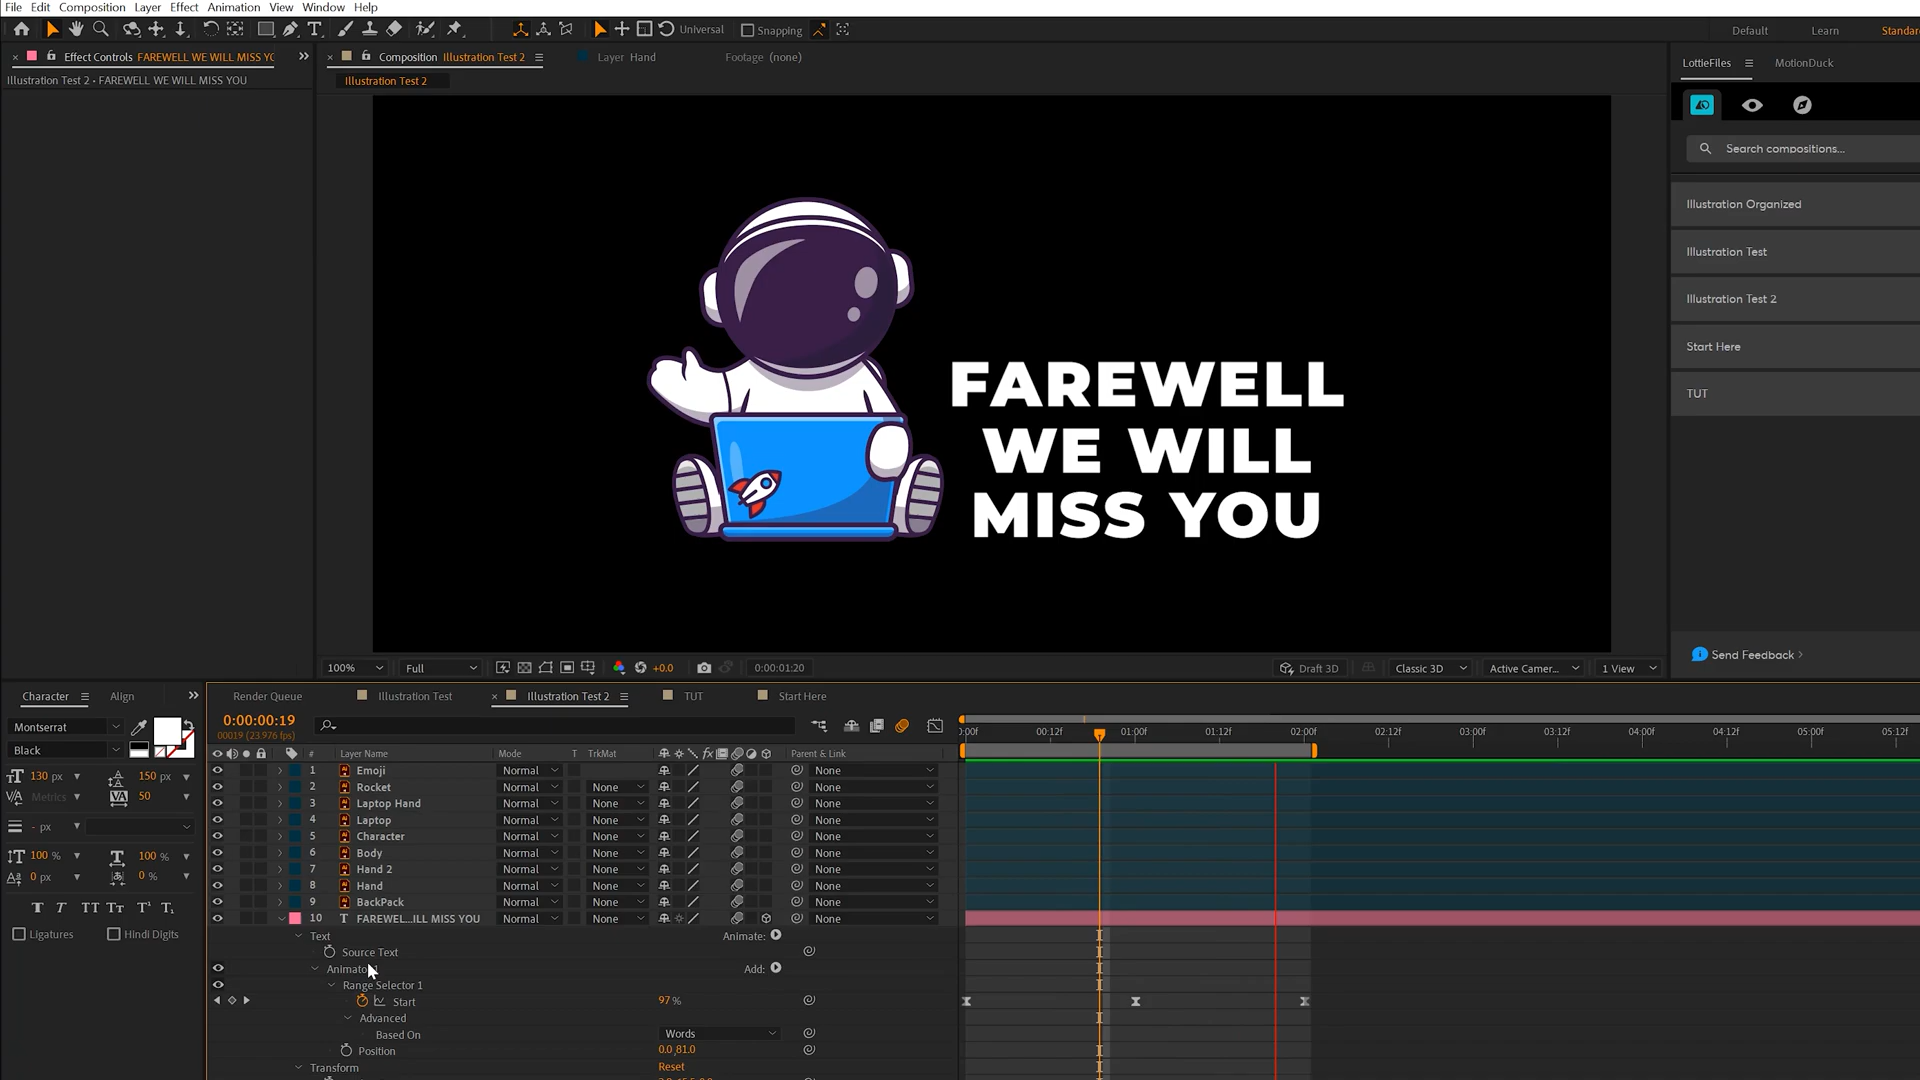 File Edit Composition Layer Effect Animation View Window Help
Universal Snapping Default Learn Standar
Effect Controls FAREWELL WE WILL MISS YO
Composition Illustration Test 2 Layer Hand Footage (none)
LottieFiles MotionDuck
Illustration Test 2 • FAREWELL WE WILL MISS YOU
Illustration Test 2
Search compositions...
Illustration Organized
Illustration Test
Illustration Test 2
Start Here
TUT
FAREWELL
WE WILL
MISS YOU
Send Feedback
100% Full +0.0 0:00:01:20 Draft 3D Classic 3D Active Camer... 1 View
Character Align
Render Queue Illustration Test Illustration Test 2 TUT Start Here
Montserrat
Black
130 px 150 px
Metrics 50
- px
100 % 100 %
0 px 0 %
Ligatures Hindi Digits
0:00:00:19
00019 (23.976 fps)
:00f 00:12f 01:00f 01:12f 02:00f 02:12f 03:00f 03:12f 04:00f 04:12f 05:00f 05:12f
# Layer Name Mode T TrkMat Parent & Link
1 Emoji Normal None
2 Rocket Normal None None
3 Laptop Hand Normal None None
4 Laptop Normal None None
5 Character Normal None None
6 Body Normal None None
7 Hand 2 Normal None None
8 Hand Normal None None
9 BackPack Normal None None
10 T FAREWEL...ILL MISS YOU Normal None None
Text Animate:
Source Text
Add:
Range Selector 1
Start 97 %
Advanced
Based On Words
Position 0.0,81.0
Transform Reset